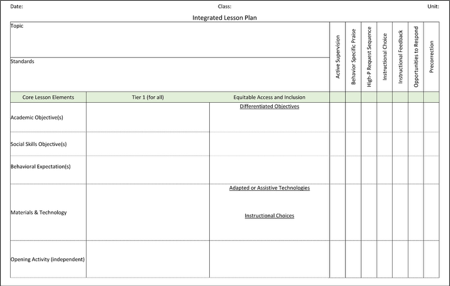 Date: Class: Unit:
Integrated Lesson Plan
Topic
Standards
Active Supervision
Behavior Specific Praise
High-P Request Sequence
Instructional Choice
Instructional Feedback
Opportunities to Respond
Precorrection
Core Lesson Elements Tier 1 (for all) Equitable Access and Inclusion
Differentiated Objectives
Academic Objective(s)
Social Skills Objective(s)
Behavioral Expectation(s)
Adapted or Assistive Technologies
Materials & Technology
Instructional Choices
Opening Activity (independent)